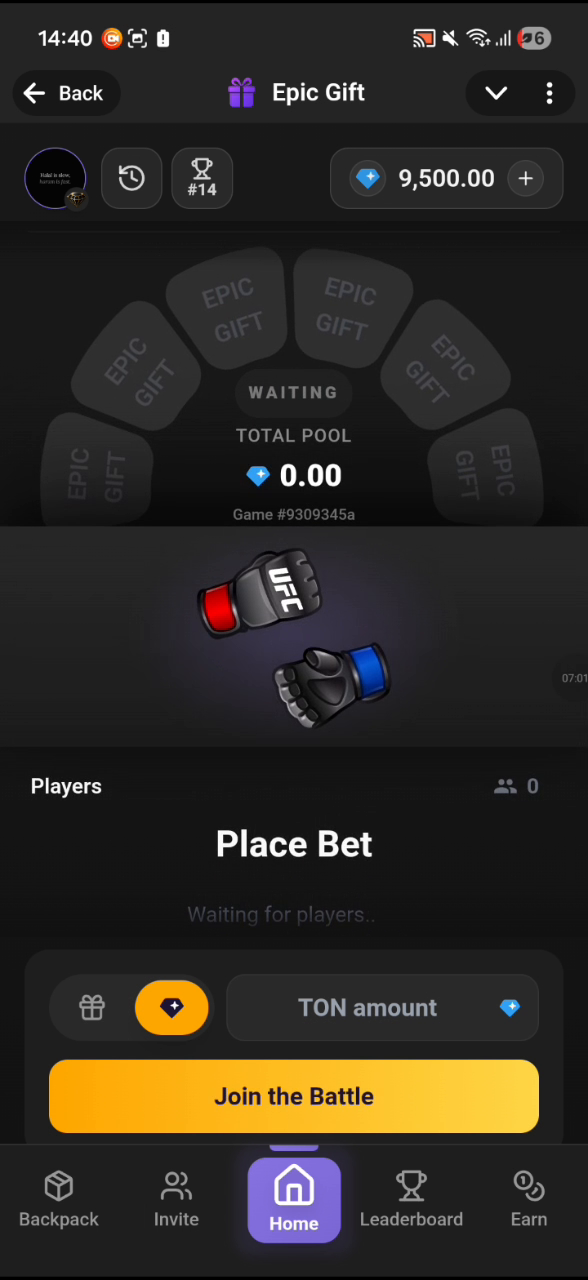 14:40
6
Back
Epic Gift
#14
9,500.00
EPIC
GIFT
EPIC
GIFT
EPIC
GIFT
EPIC
GIFT
EPIC
GIFT
EPIC
GIFT
WAITING
TOTAL POOL
0.00
Game #9309345a
UFC
07:01
Players
0
Place Bet
Waiting for players..
TON amount
Join the Battle
Backpack
Invite
Home
Leaderboard
Earn